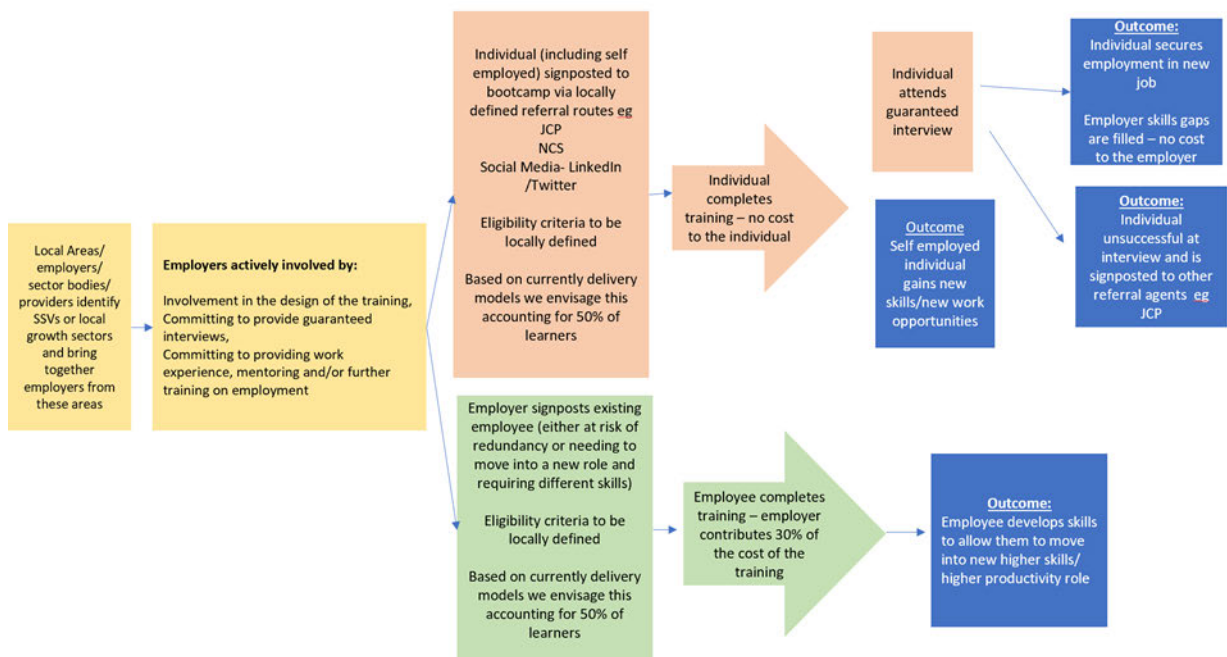 Local Areas/
employers/
sector bodies/
providers identify
SSVs or local
growth sectors
and bring
together
employers from
these areas
Employers actively involved by:
Involvement in the design of the training,
Committing to provide guaranteed
interviews,
Committing to providing work
experience, mentoring and/or further
training on employment
Individual (including self
employed) signposted to
bootcamp via locally
defined referral routes eg
JCP
NCS
Social Media- LinkedIn
/Twitter
Eligibility criteria to be
locally defined
Based on currently delivery
models we envisage this
accounting for 50% of
learners
Individual
completes
training – no cost
to the individual
Individual
attends
guaranteed
interview
Outcome
Self employed
individual
gains new
skills/new work
opportunities
Outcome:
Individual secures
employment in new
job
Employer skills gaps
are filled – no cost
to the employer
Outcome:
Individual
unsuccessful at
interview and is
signposted to other
referral agents eg
JCP
Employer signposts existing
employee (either at risk of
redundancy or needing to
move into a new role and
requiring different skills)
Eligibility criteria to be
locally defined
Based on currently delivery
models we envisage this
accounting for 50% of
learners
Employee completes
training – employer
contributes 30% of
the cost of the
training
Outcome:
Employee develops skills
to allow them to move
into new higher skills/
higher productivity role